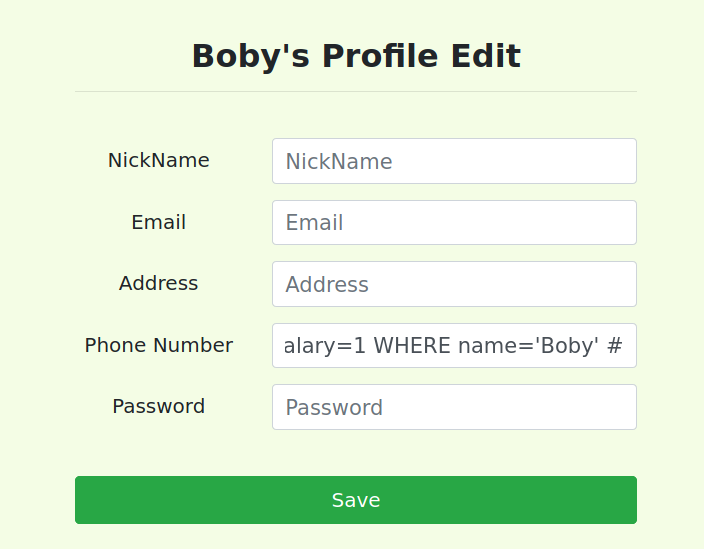 Boby's Profile Edit
NickName NickName
Email Email
Address Address
Phone Number alary=1 WHERE name='Boby' #
Password Password
Save